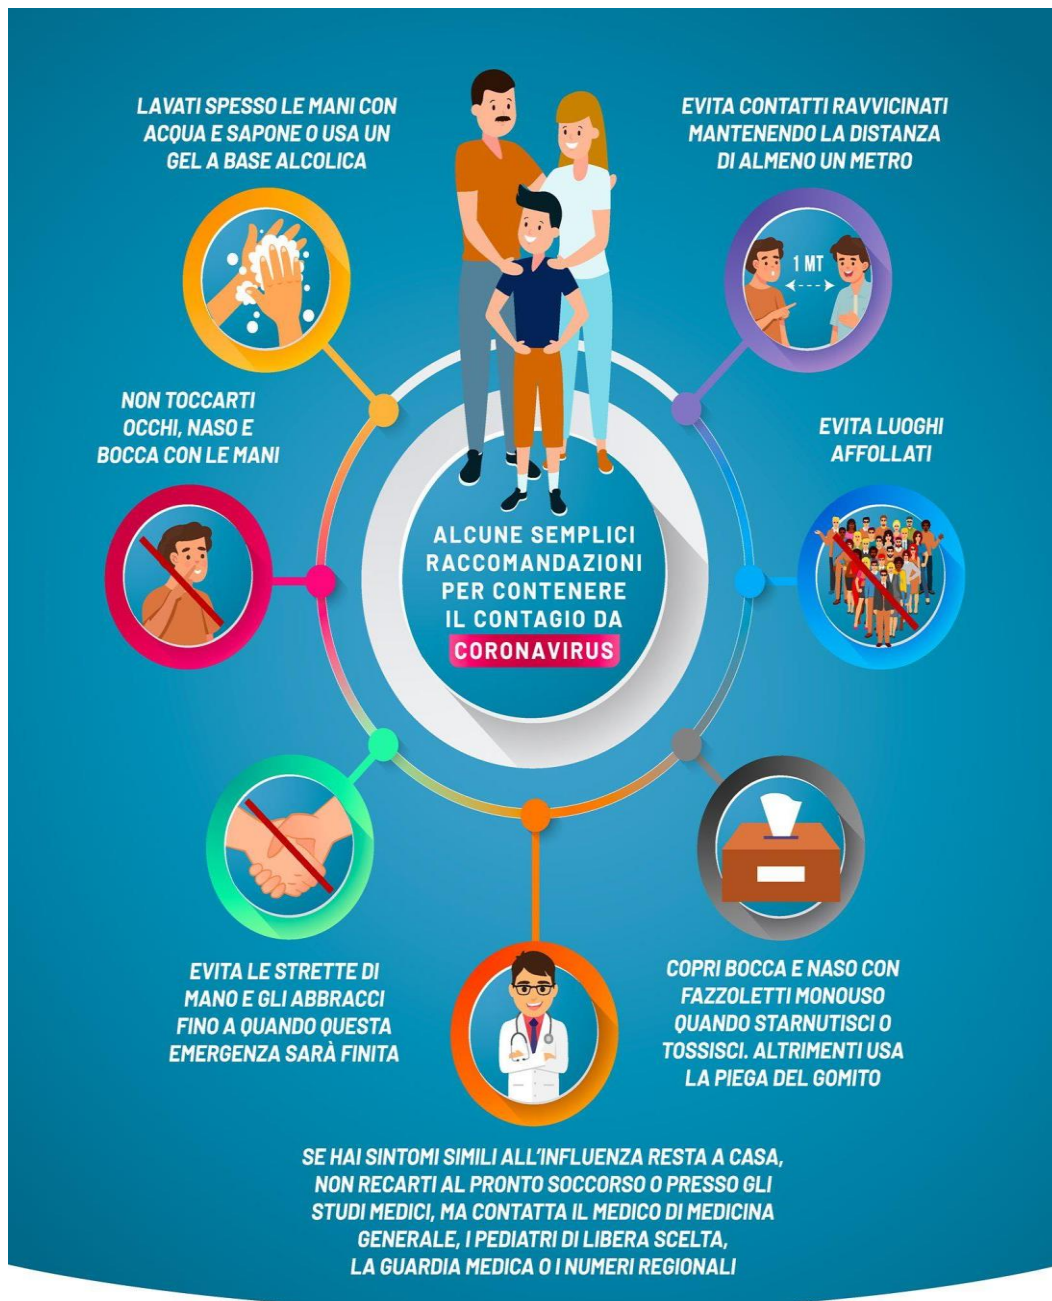 LAVATI SPESSO LE MANI CON
ACQUA E SAPONE O USA UN
GEL A BASE ALCOLICA
EVITA CONTATTI RAVVICINATI
MANTENENDO LA DISTANZA
DI ALMENO UN METRO
1 MT
NON TOCCARTI
OCCHI, NASO E
BOCCA CON LE MANI
EVITA LUOGHI
AFFOLLATI
ALCUNE SEMPLICI
RACCOMANDAZIONI
PER CONTENERE
IL CONTAGIO DA
CORONAVIRUS
EVITA LE STRETTE DI
MANO E GLI ABBRACCI
FINO A QUANDO QUESTA
EMERGENZA SARÀ FINITA
COPRI BOCCA E NASO CON
FAZZOLETTI MONOUSO
QUANDO STARNUTISCI O
TOSSISCI. ALTRIMENTI USA
LA PIEGA DEL GOMITO
SE HAI SINTOMI SIMILI ALL'INFLUENZA RESTA A CASA,
NON RECARTI AL PRONTO SOCCORSO O PRESSO GLI
STUDI MEDICI, MA CONTATTA IL MEDICO DI MEDICINA
GENERALE, I PEDIATRI DI LIBERA SCELTA,
LA GUARDIA MEDICA O I NUMERI REGIONALI